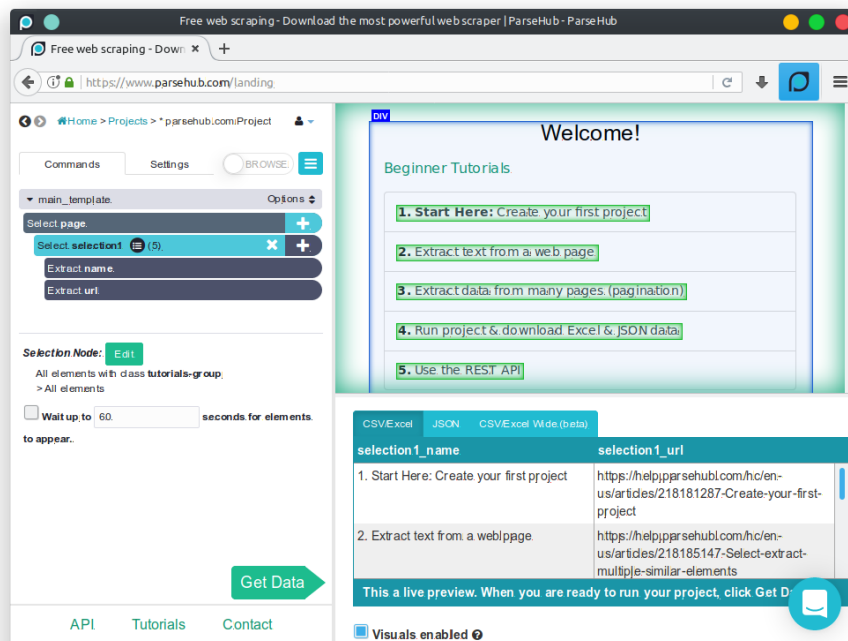 Free web scraping - Download the most powerful web scraper | ParseHub - ParseHub
Free web scraping - Down
https://www.parsehub.com/landing
Home > Projects > * parsehub.com Project
Commands
Settings
BROWSE
main_template
Options
Select page
Select selection1 (5)
Extract name
Extract url
Selection Node: Edit
All elements with class tutorials-group
> All elements
Wait up to 60 seconds for elements
to appear.
Get Data
API
Tutorials
Contact
DIV
Welcome!
Beginner Tutorials
1. Start Here: Create your first project
2. Extract text from a web page
3. Extract data from many pages (pagination)
4. Run project & download Excel & JSON data
5. Use the REST API
CSV/Excel
JSON
CSV/Excel Wide (beta)
selection1_name
selection1_url
1. Start Here: Create your first project
https://help.parsehub.com/hc/en-
us/articles/218181287-Create-your-first-
project
2. Extract text from a web page
https://help.parsehub.com/hc/en-
us/articles/218185147-Select-extract-
multiple-similar-elements
This a live preview. When you are ready to run your project, click Get D
Visuals enabled